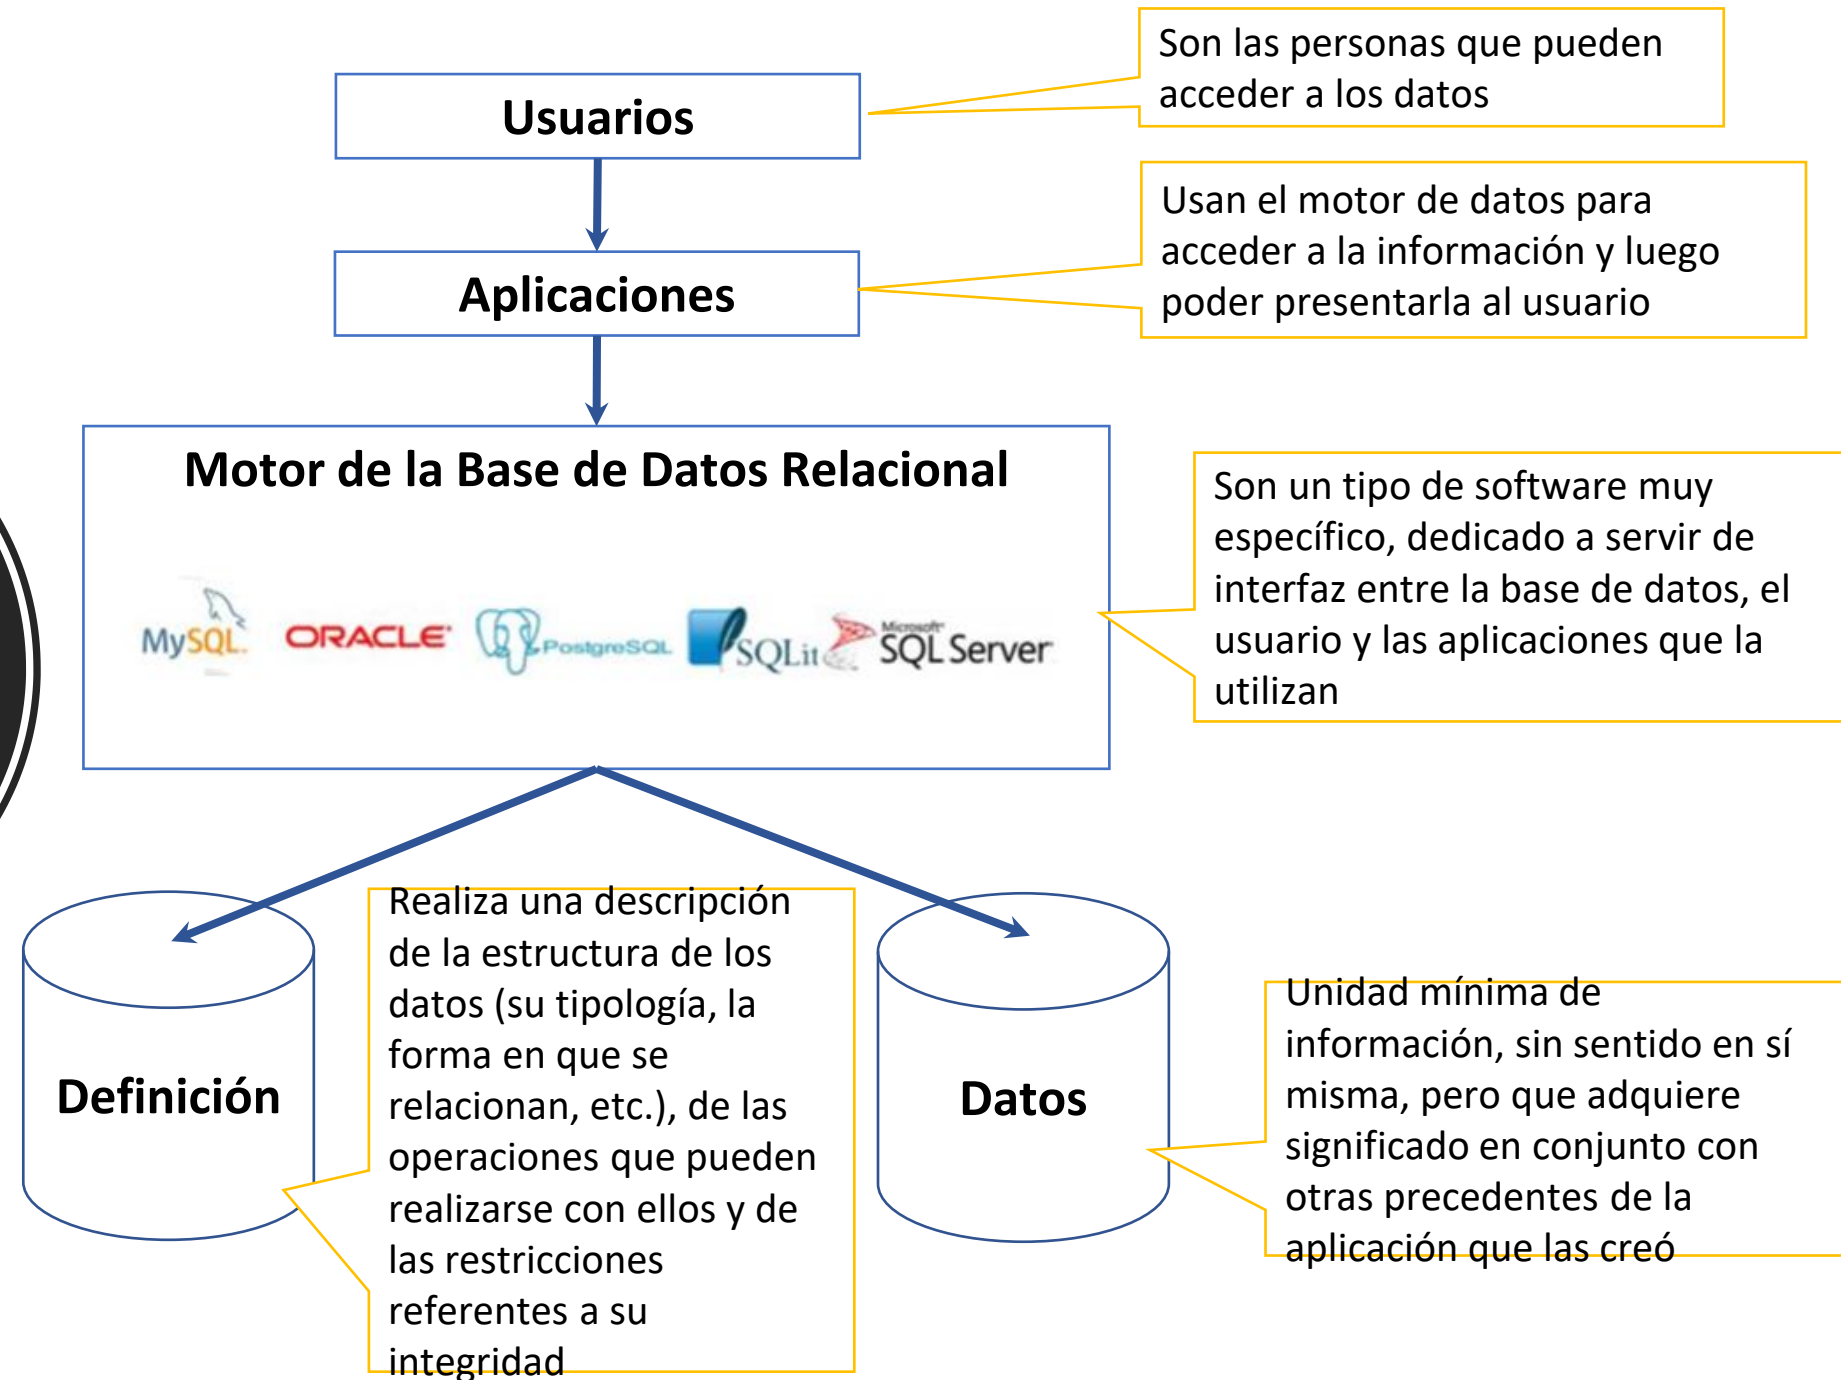 Usuarios
Son las personas que pueden
acceder a los datos
Aplicaciones
Usan el motor de datos para
acceder a la información y luego
poder presentarla al usuario
Motor de la Base de Datos Relacional
MySQL.
ORACLE
PostgreSQL
SQLit
Microsoft
SQL Server
Son un tipo de software muy
específico, dedicado a servir de
interfaz entre la base de datos, el
usuario y las aplicaciones que la
utilizan
Definición
Realiza una descripción
de la estructura de los
datos (su tipología, la
forma en que se
relacionan, etc.), de las
operaciones que pueden
realizarse con ellos y de
las restricciones
referentes a su
integridad
Datos
Unidad mínima de
información, sin sentido en sí
misma, pero que adquiere
significado en conjunto con
otras precedentes de la
aplicación que las creó